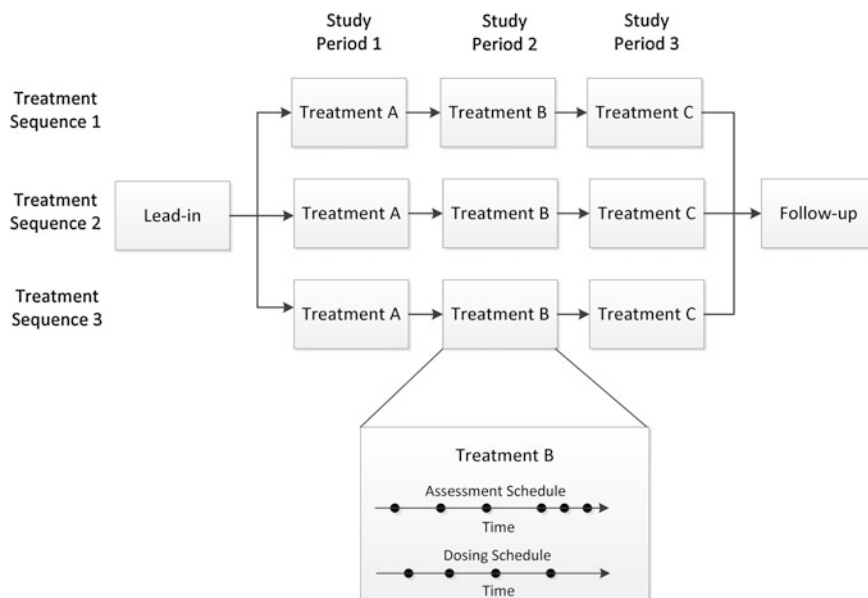 Study Period 1
Study Period 2
Study Period 3
Treatment Sequence 1
Treatment A
Treatment B
Treatment C
Treatment Sequence 2
Lead-in
Treatment A
Treatment B
Treatment C
Follow-up
Treatment Sequence 3
Treatment A
Treatment B
Treatment C
Treatment B
Assessment Schedule
Time
Dosing Schedule
Time